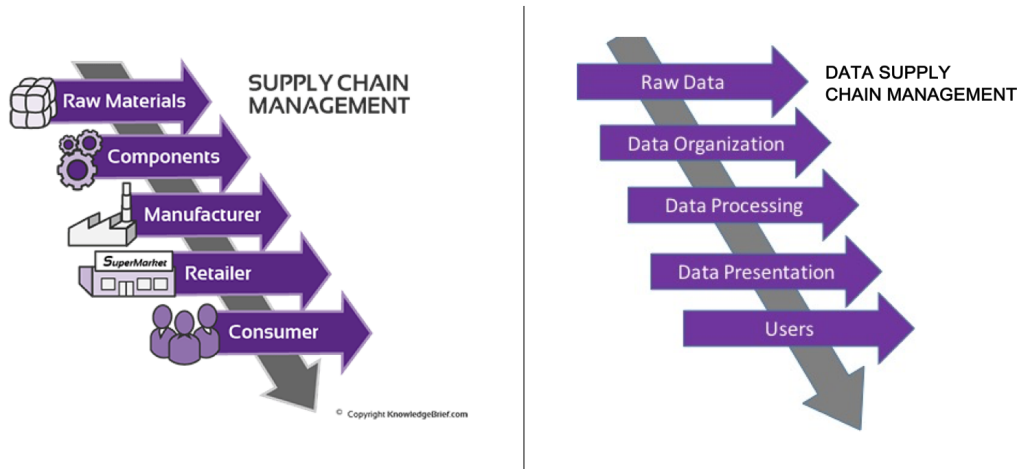 SUPPLY CHAIN
MANAGEMENT
Raw Materials
Components
Manufacturer
SuperMarket
Retailer
Consumer
© Copyright KnowledgeBrief.com
DATA SUPPLY
CHAIN MANAGEMENT
Raw Data
Data Organization
Data Processing
Data Presentation
Users